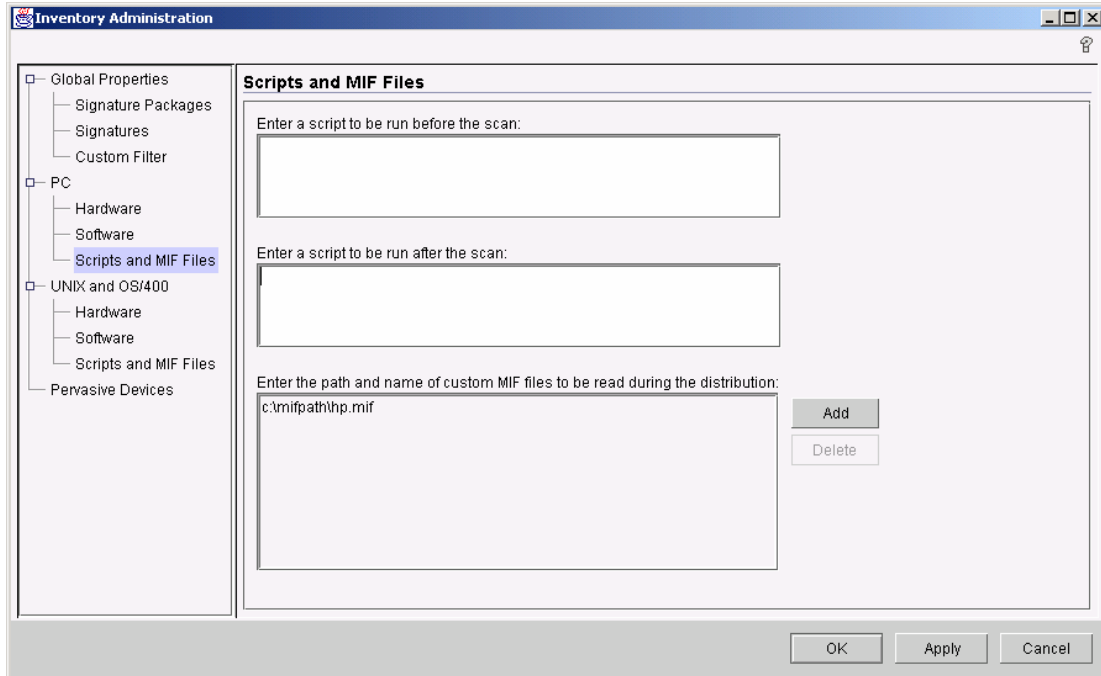 Inventory Administration
Global Properties
Signature Packages
Signatures
Custom Filter
PC
Hardware
Software
Scripts and MIF Files
UNIX and OS/400
Hardware
Software
Scripts and MIF Files
Pervasive Devices
Scripts and MIF Files
Enter a script to be run before the scan:
Enter a script to be run after the scan:
Enter the path and name of custom MIF files to be read during the distribution:
c:\mifpath\hp.mif
Add
Delete
OK
Apply
Cancel